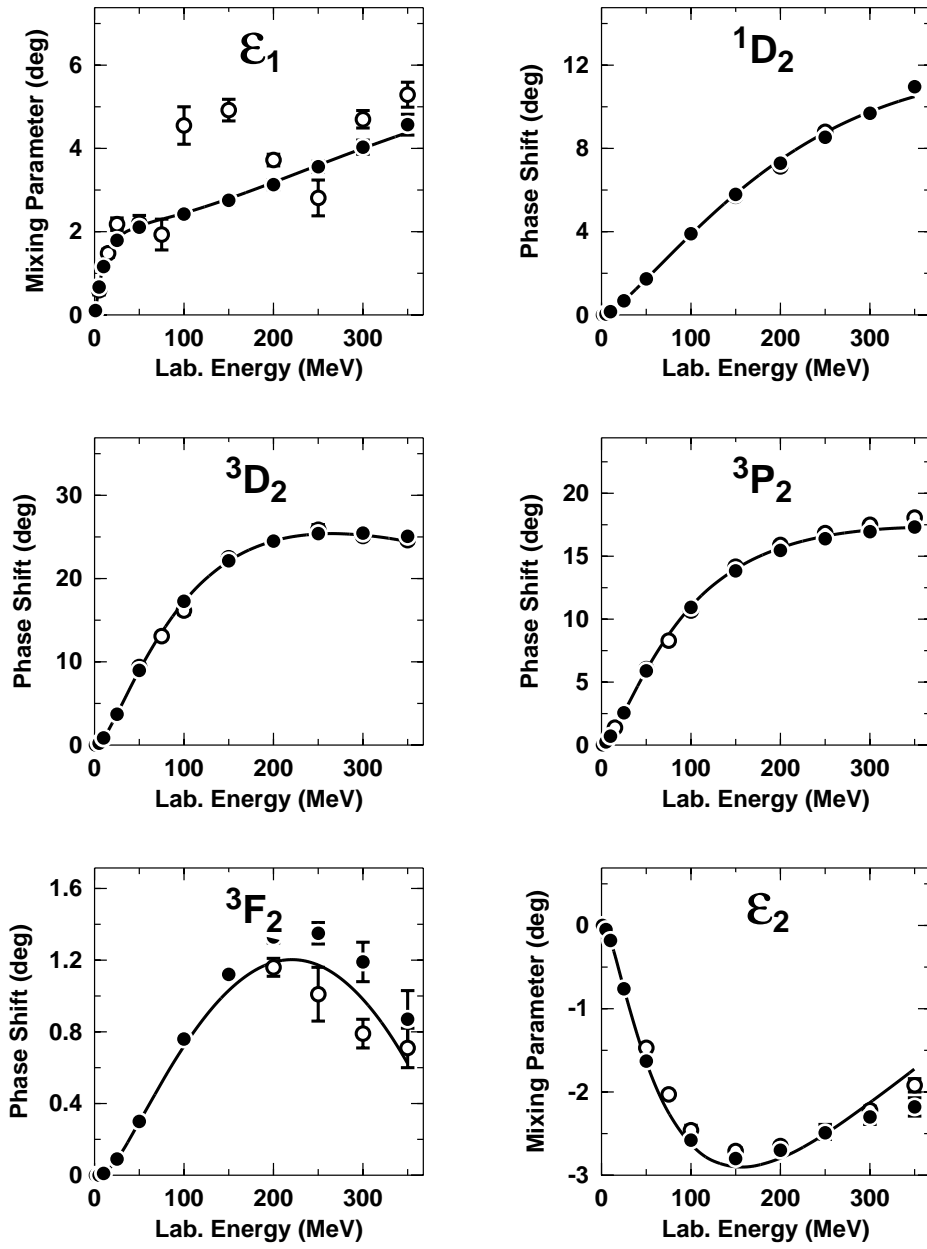 ε1
Mixing Parameter (deg)
6
4
2
0
0 100 200 300
Lab. Energy (MeV)
1D2
Phase Shift (deg)
12
8
4
0
0 100 200 300
Lab. Energy (MeV)
3D2
Phase Shift (deg)
30
20
10
0
0 100 200 300
Lab. Energy (MeV)
3P2
Phase Shift (deg)
20
15
10
5
0
0 100 200 300
Lab. Energy (MeV)
3F2
Phase Shift (deg)
1.6
1.2
0.8
0.4
0
0 100 200 300
Lab. Energy (MeV)
ε2
Mixing Parameter (deg)
0
-1
-2
-3
0 100 200 300
Lab. Energy (MeV)